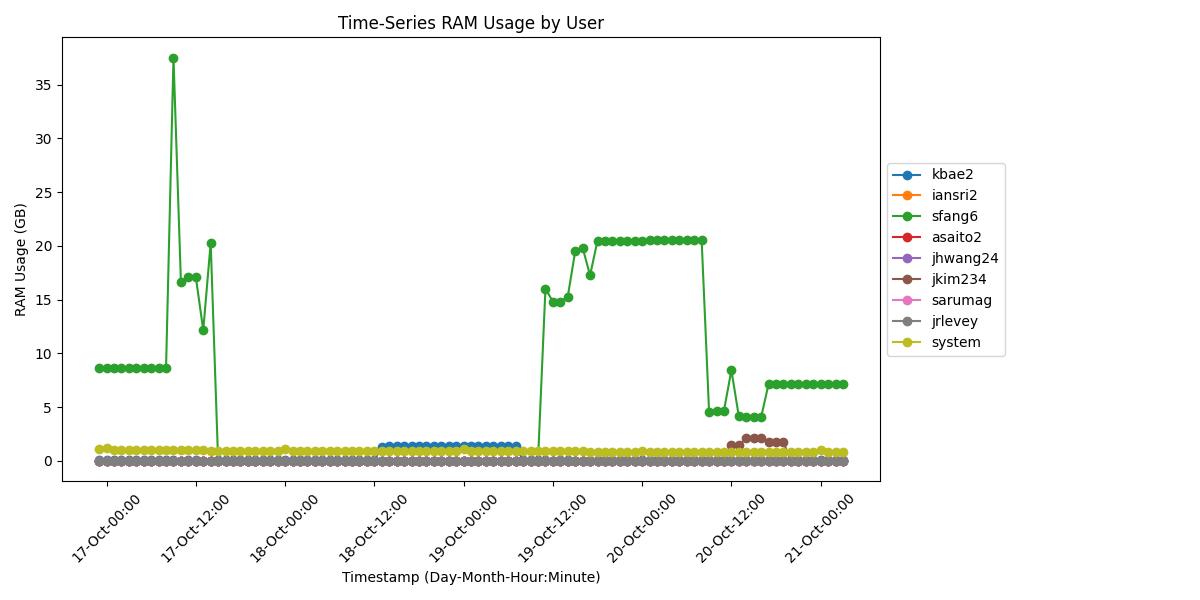 Time-Series RAM Usage by User
RAM Usage (GB)
35
30
25
20
15
10
5
0
17-Oct-00:00
17-Oct-12:00
18-Oct-00:00
18-Oct-12:00
19-Oct-00:00
19-Oct-12:00
20-Oct-00:00
20-Oct-12:00
21-Oct-00:00
Timestamp (Day-Month-Hour:Minute)
kbae2
iansri2
sfang6
asaito2
jhwang24
jkim234
sarumag
jrlevey
system